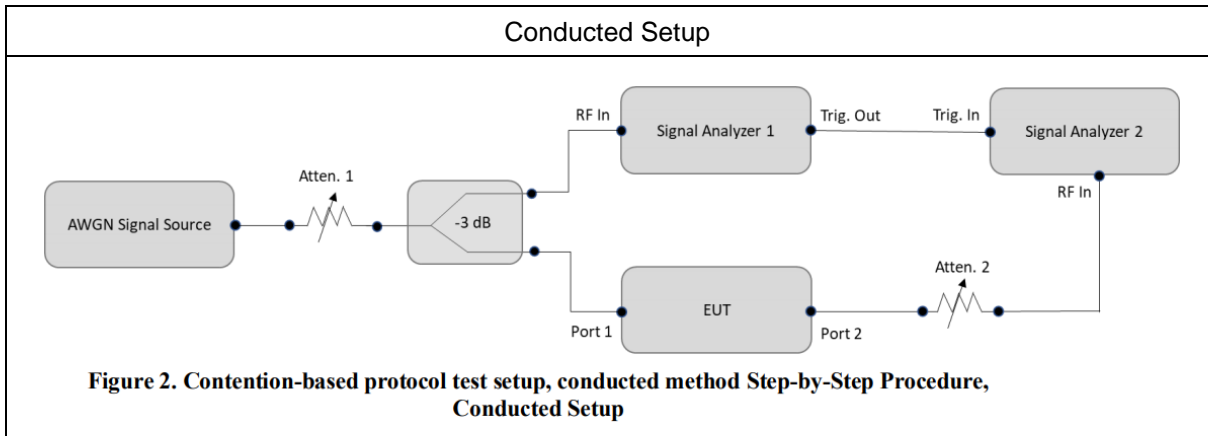 Conducted Setup
RF In
Signal Analyzer 1
Trig. Out
Trig. In
Signal Analyzer 2
RF In
Atten. 1
AWGN Signal Source
-3 dB
Atten. 2
EUT
Port 1
Port 2
Figure 2. Contention-based protocol test setup, conducted method Step-by-Step Procedure,
Conducted Setup